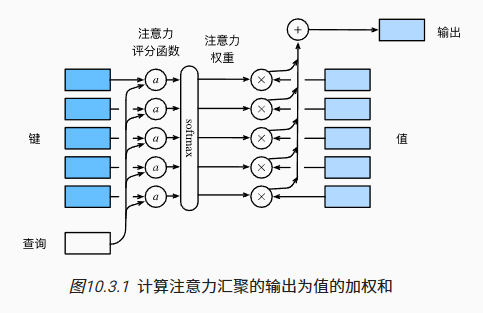 注意力
评分函数
注意力
权重
输出
键
a
a
a
a
a
softmax
×
×
×
×
×
+
值
查询
图10.3.1 计算注意力汇聚的输出为值的加权和